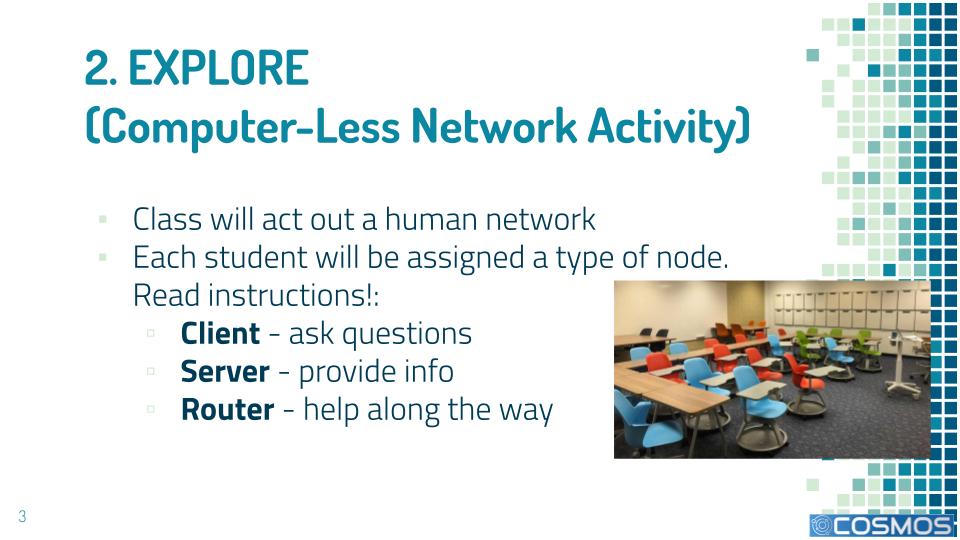 2. EXPLORE
(Computer-Less Network Activity)
Class will act out a human network
Each student will be assigned a type of node.
Read instructions!:
Client - ask questions
Server - provide info
Router - help along the way
3
COSMOS